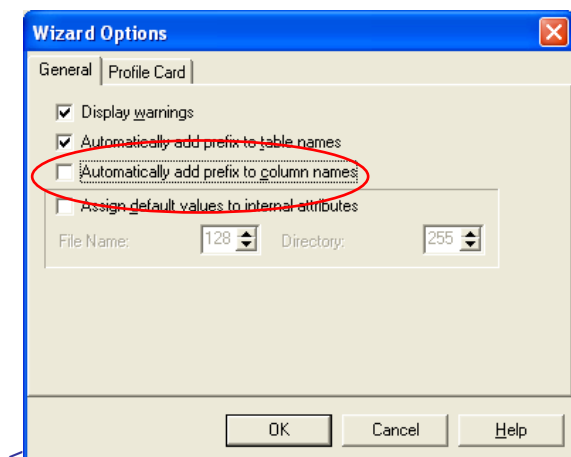 Wizard Options
General Profile Card
Display warnings
Automatically add prefix to table names
Automatically add prefix to column names
Assign default values to internal attributes
File Name: 128 Directory: 255
OK Cancel Help